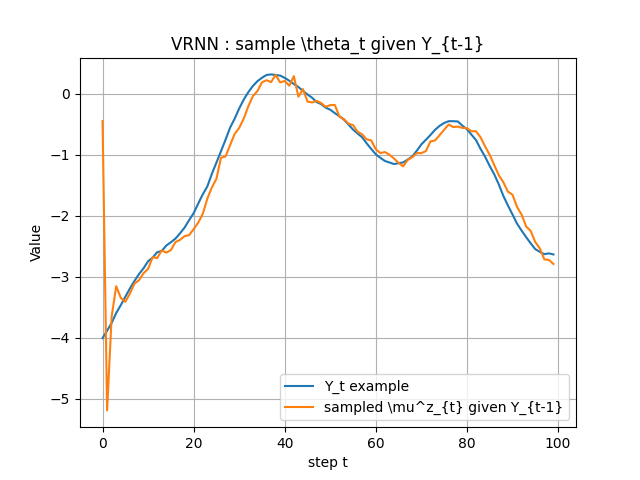 VRNN : sample \theta_t given Y_{t-1}
Value
0
−1
−2
−3
−4
−5
0 20 40 60 80 100
step t
Y_t example
sampled \mu^z_{t} given Y_{t-1}